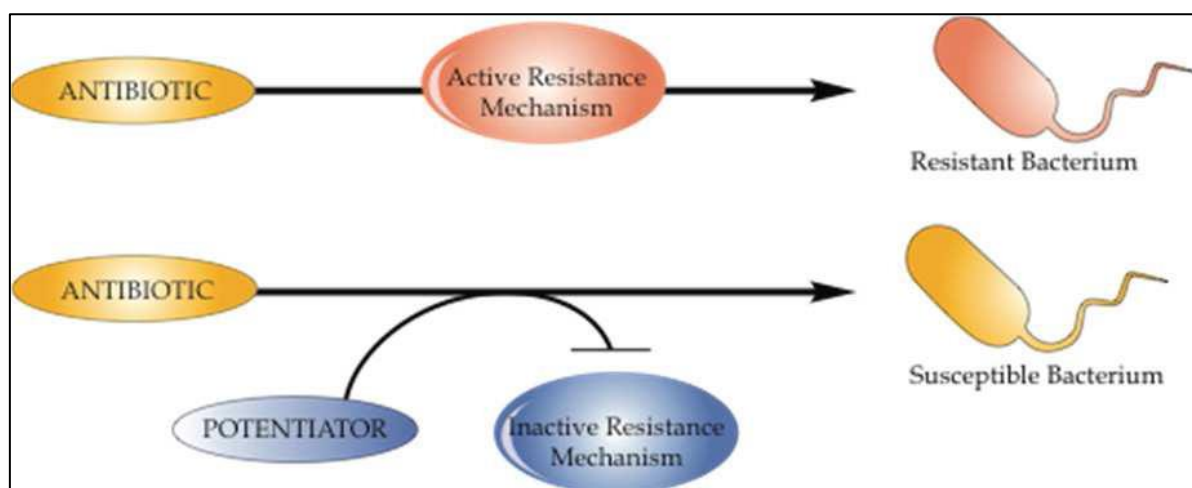 ANTIBIOTIC
Active Resistance
Mechanism
Resistant Bacterium
ANTIBIOTIC
POTENTIATOR
Inactive Resistance
Mechanism
Susceptible Bacterium